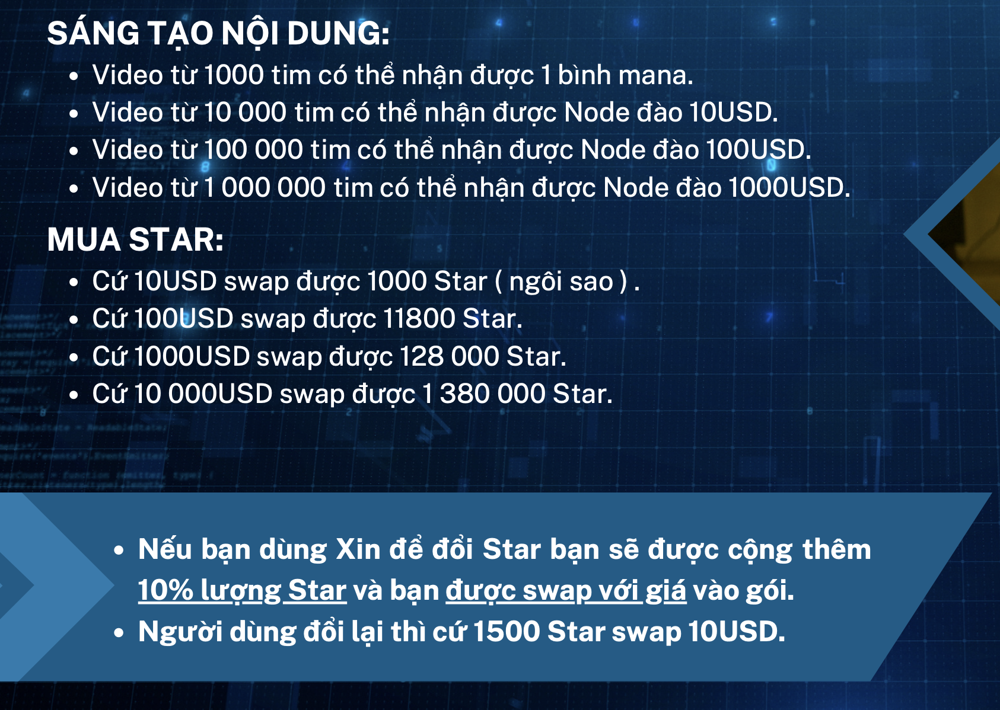 SÁNG TẠO NỘI DUNG:
• Video từ 1000 tim có thể nhận được 1 bình mana.
• Video từ 10 000 tim có thể nhận được Node đào 10USD.
• Video từ 100 000 tim có thể nhận được Node đào 100USD.
• Video từ 1 000 000 tim có thể nhận được Node đào 1000USD.
MUA STAR:
• Cứ 10USD swap được 1000 Star ( ngôi sao ) .
• Cứ 100USD swap được 11800 Star.
• Cứ 1000USD swap được 128 000 Star.
• Cứ 10 000USD swap được 1 380 000 Star.
• Nếu bạn dùng Xin để đổi Star bạn sẽ được cộng thêm
10% lượng Star và bạn được swap với giá vào gói.
• Người dùng đổi lại thì cứ 1500 Star swap 10USD.